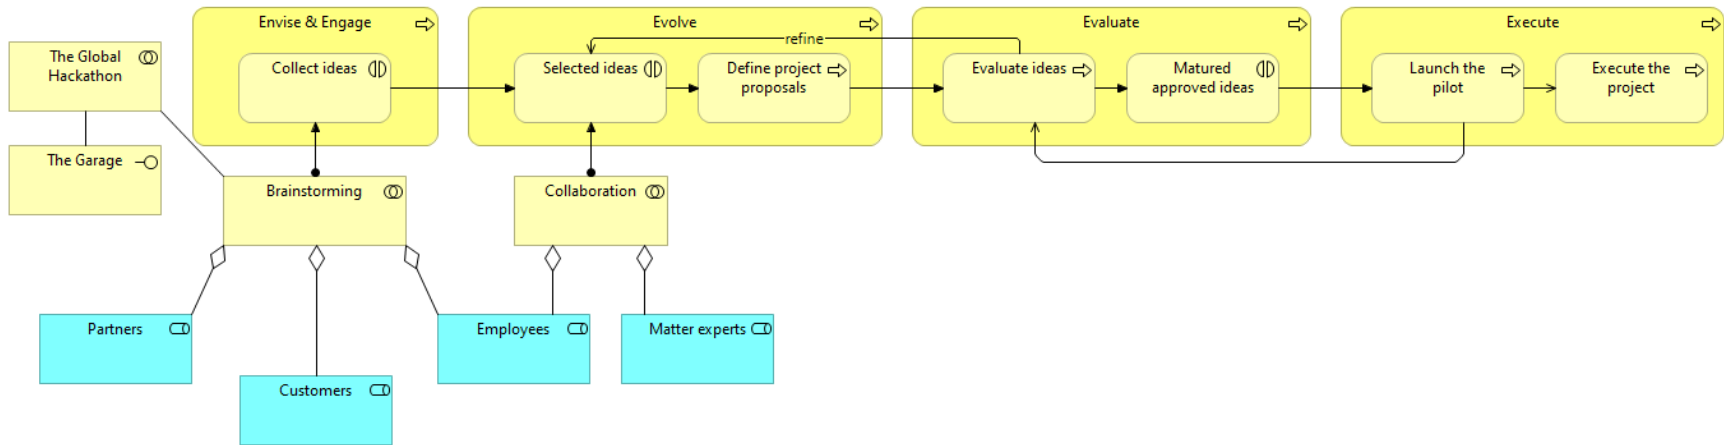 Envise & Engage
Evolve
Evaluate
Execute
refine
The Global
Hackathon
Collect ideas
Selected ideas
Define project
proposals
Evaluate ideas
Matured
approved ideas
Launch the
pilot
Execute the
project
The Garage
Brainstorming
Collaboration
Partners
Employees
Matter experts
Customers